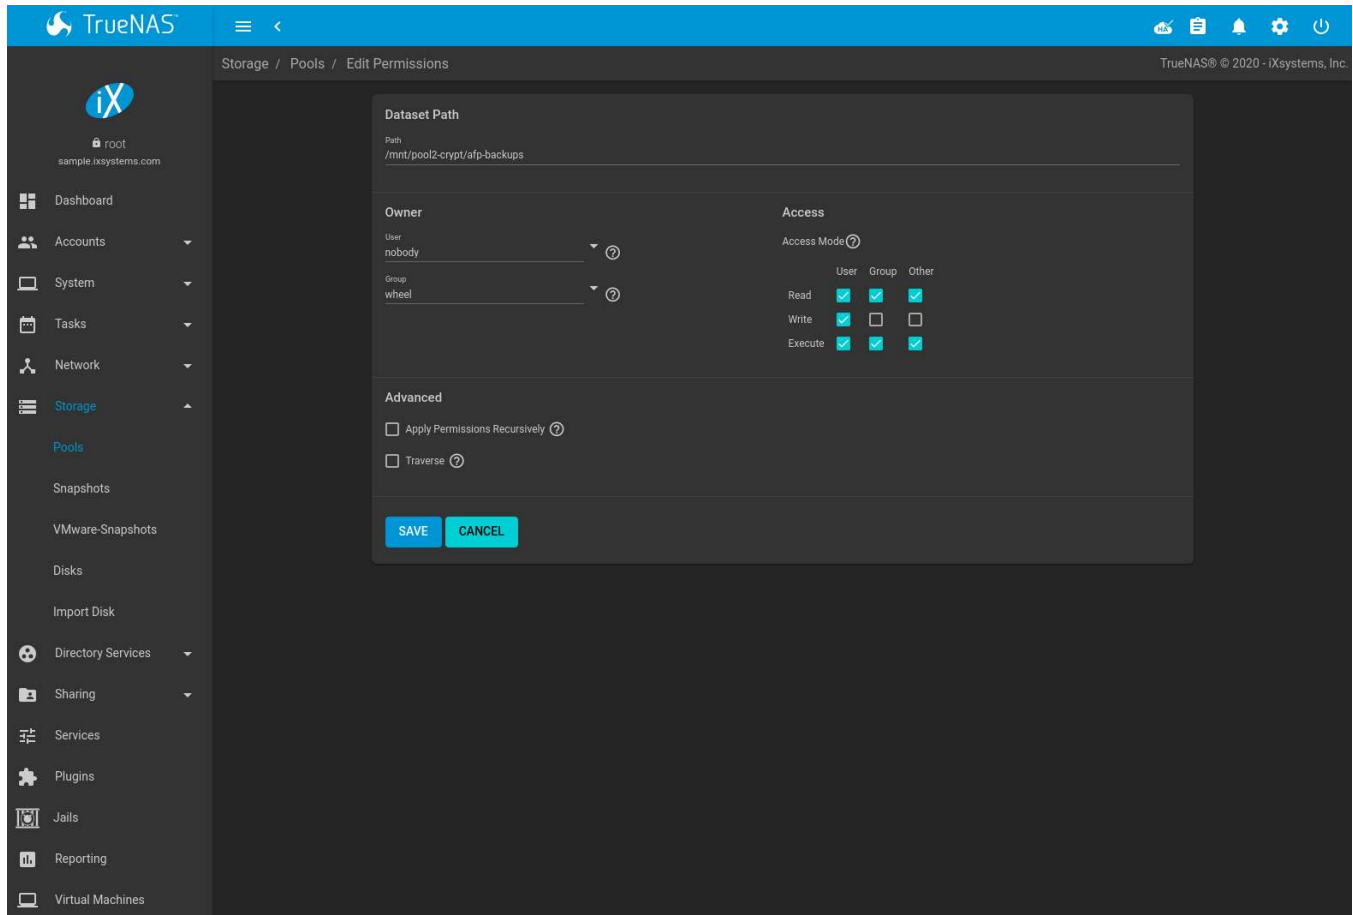 TrueNAS
Storage / Pools / Edit Permissions
TrueNAS® © 2020 - iXsystems, Inc.
iX
root
sample.ixsystems.com
Dashboard
Accounts
System
Tasks
Network
Storage
Pools
Snapshots
VMware-Snapshots
Disks
Import Disk
Directory Services
Sharing
Services
Plugins
Jails
Reporting
Virtual Machines
HA
Dataset Path
Path
/mnt/pool2-crypt/afp-backups
Owner
User
nobody
Group
wheel
Access
Access Mode
User Group Other
Read
Write
Execute
Advanced
Apply Permissions Recursively
Traverse
SAVE CANCEL